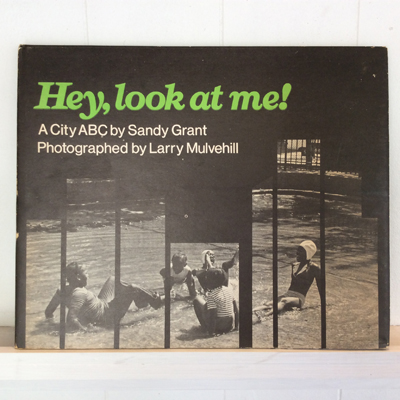 Hey, look at me!
A City ABC by Sandy Grant
Photographed by Larry Mulvehill